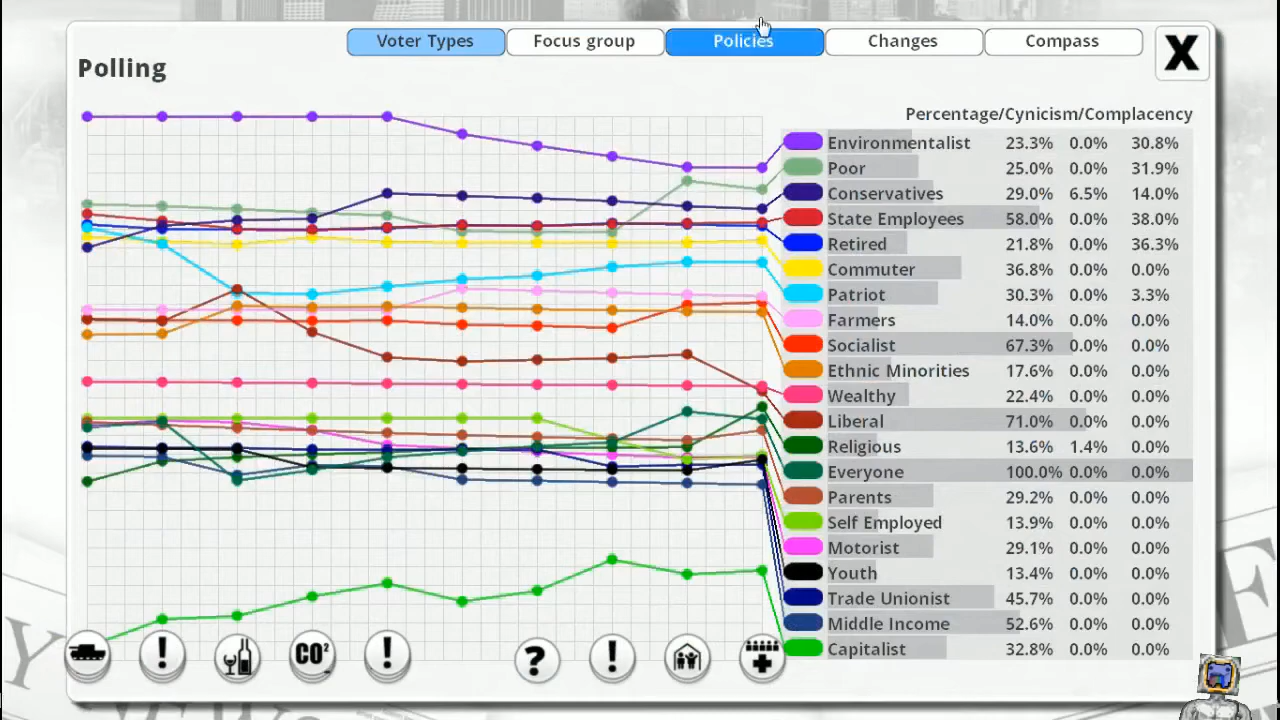 Voter Types Focus group Policies Changes Compass X
Polling
Percentage/Cynicism/Complacency
Environmentalist 23.3% 0.0% 30.8%
Poor 25.0% 0.0% 31.9%
Conservatives 29.0% 6.5% 14.0%
State Employees 58.0% 0.0% 38.0%
Retired 21.8% 0.0% 36.3%
Commuter 36.8% 0.0% 0.0%
Patriot 30.3% 0.0% 3.3%
Farmers 14.0% 0.0% 0.0%
Socialist 67.3% 0.0% 0.0%
Ethnic Minorities 17.6% 0.0% 0.0%
Wealthy 22.4% 0.0% 0.0%
Liberal 71.0% 0.0% 0.0%
Religious 13.6% 1.4% 0.0%
Everyone 100.0% 0.0% 0.0%
Parents 29.2% 0.0% 0.0%
Self Employed 13.9% 0.0% 0.0%
Motorist 29.1% 0.0% 0.0%
Youth 13.4% 0.0% 0.0%
Trade Unionist 45.7% 0.0% 0.0%
Middle Income 52.6% 0.0% 0.0%
Capitalist 32.8% 0.0% 0.0%
! CO2 ! ? !